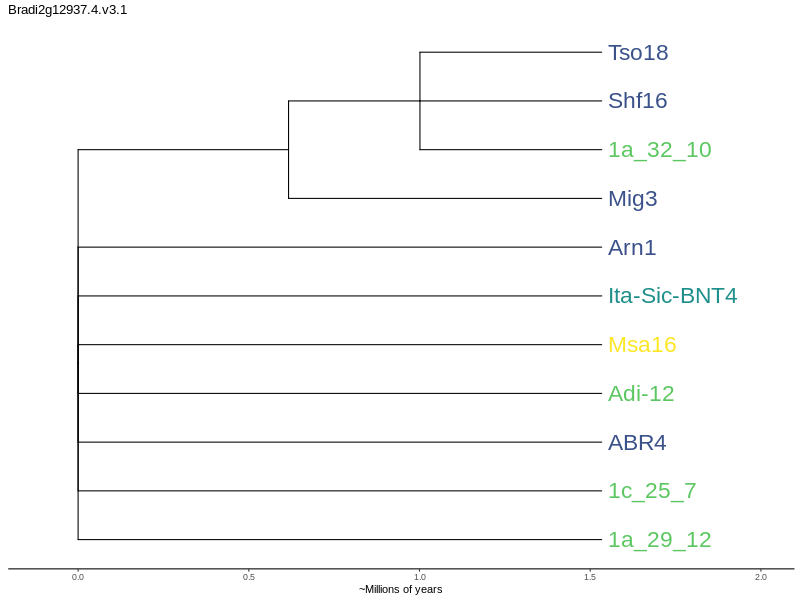 Bradi2g12937.4.v3.1
Tso18
Shf16
1a_32_10
Mig3
Arn1
Ita-Sic-BNT4
Msa16
Adi-12
ABR4
1c_25_7
1a_29_12
0.0 0.5 1.0 1.5 2.0
~Millions of years